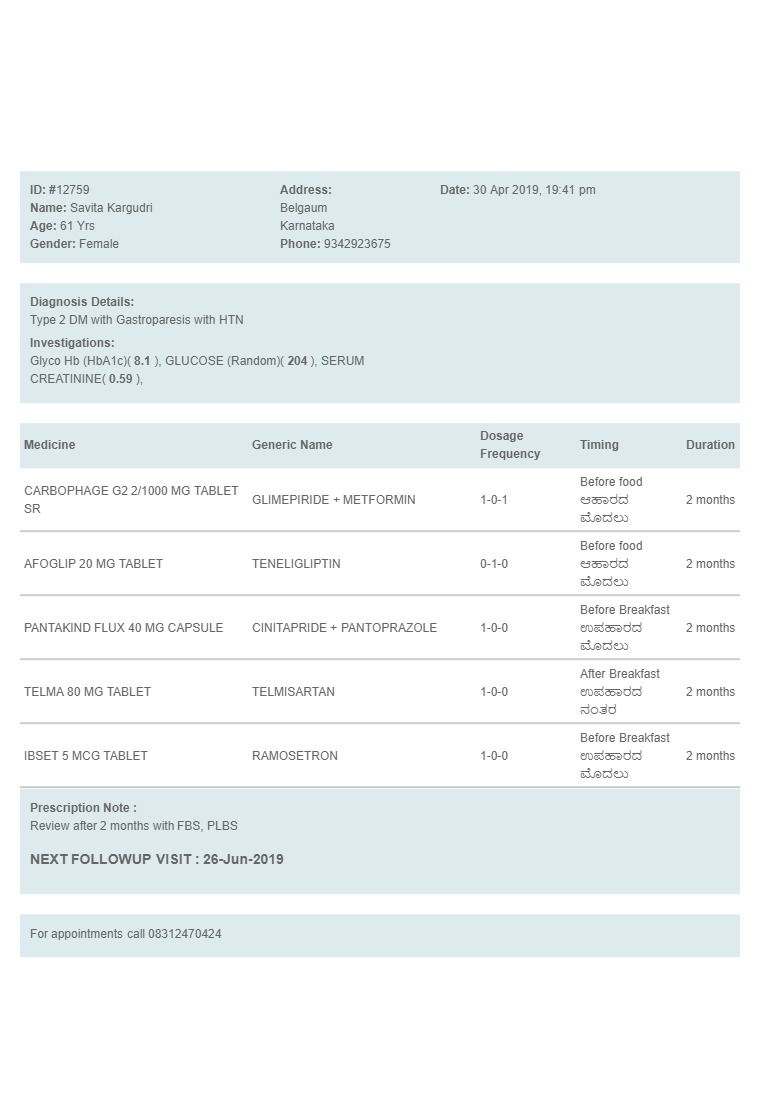 ID: #12759
Name: Savita Kargudri
Age: 61 Yrs
Gender: Female
Address:
Belgaum
Karnataka
Phone: 9342923675
Date: 30 Apr 2019, 19:41 pm
Diagnosis Details:
Type 2 DM with Gastroparesis with HTN
Investigations:
Glyco Hb (HbA1c)( 8.1 ), GLUCOSE (Random)( 204 ), SERUM
CREATININE( 0.59 ),
Medicine Generic Name Dosage Frequency Timing Duration
CARBOPHAGE G2 2/1000 MG TABLET SR GLIMEPIRIDE + METFORMIN 1-0-1 Before food ಆಹಾರದ ಮೊದಲು 2 months
AFOGLIP 20 MG TABLET TENELIGLIPTIN 0-1-0 Before food ಆಹಾರದ ಮೊದಲು 2 months
PANTAKIND FLUX 40 MG CAPSULE CINITAPRIDE + PANTOPRAZOLE 1-0-0 Before Breakfast ಉಪಹಾರದ ಮೊದಲು 2 months
TELMA 80 MG TABLET TELMISARTAN 1-0-0 After Breakfast ಉಪಹಾರದ ನಂತರ 2 months
IBSET 5 MCG TABLET RAMOSETRON 1-0-0 Before Breakfast ಉಪಹಾರದ ಮೊದಲು 2 months
Prescription Note :
Review after 2 months with FBS, PLBS
NEXT FOLLOWUP VISIT : 26-Jun-2019
For appointments call 08312470424